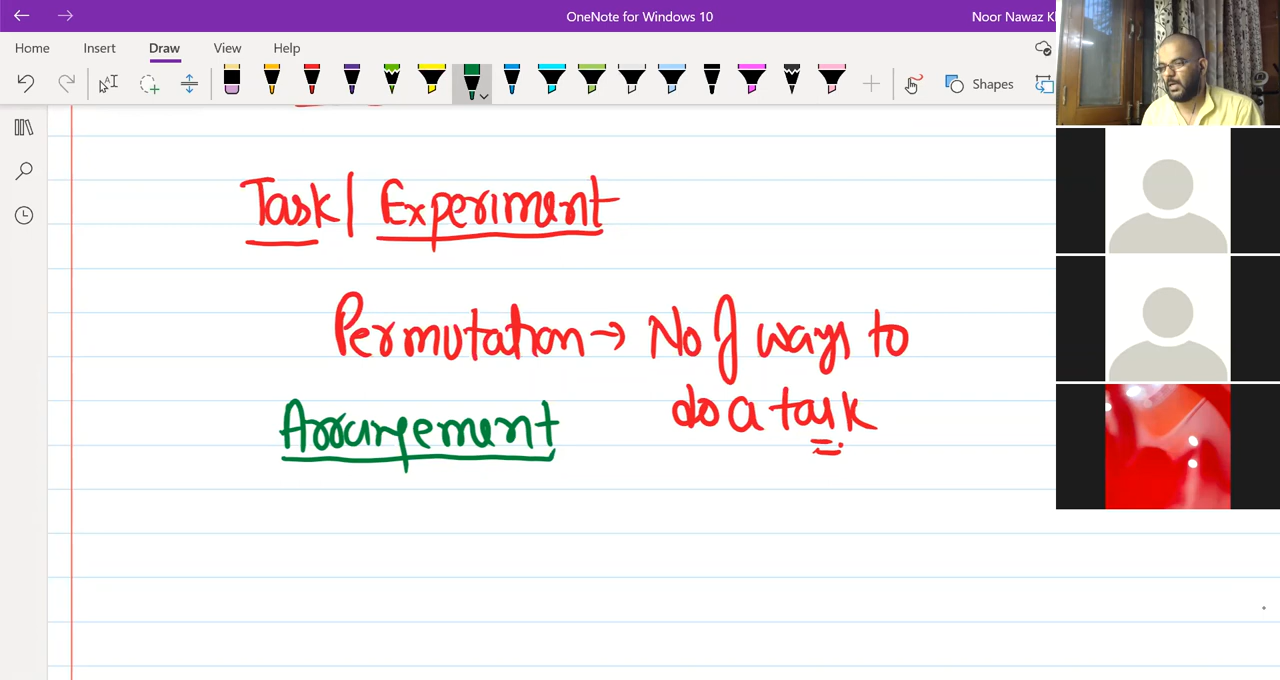 OneNote for Windows 10
Noor Nawaz Kh
Home Insert Draw View Help
Shapes
Task | Experiment
Permutation → No of ways to
do a task
Arrangement